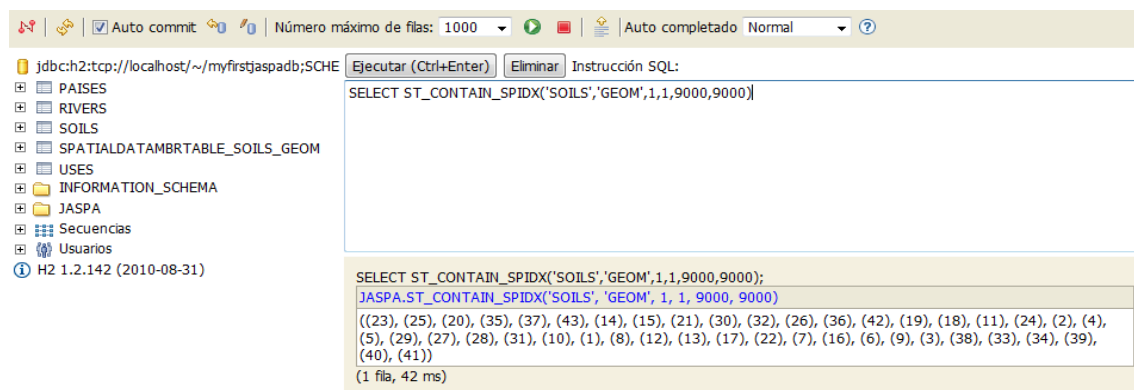 Auto commit Número máximo de filas: 1000 Auto completado Normal
jdbc:h2:tcp://localhost/~/myfirstjaspadb;SCHE
PAISES
RIVERS
SOILS
SPATIALDATAMBRTABLE_SOILS_GEOM
USES
INFORMATION_SCHEMA
JASPA
Secuencias
Usuarios
H2 1.2.142 (2010-08-31)
Ejecutar (Ctrl+Enter) Eliminar Instrucción SQL:
SELECT ST_CONTAIN_SPIDX('SOILS','GEOM',1,1,9000,9000)
SELECT ST_CONTAIN_SPIDX('SOILS','GEOM',1,1,9000,9000);
JASPA.ST_CONTAIN_SPIDX('SOILS', 'GEOM', 1, 1, 9000, 9000)
((23), (25), (20), (35), (37), (43), (14), (15), (21), (30), (32), (26), (36), (42), (19), (18), (11), (24), (2), (4),
(5), (29), (27), (28), (31), (10), (1), (8), (12), (13), (17), (22), (7), (16), (6), (9), (3), (38), (33), (34), (39),
(40), (41))
(1 fila, 42 ms)